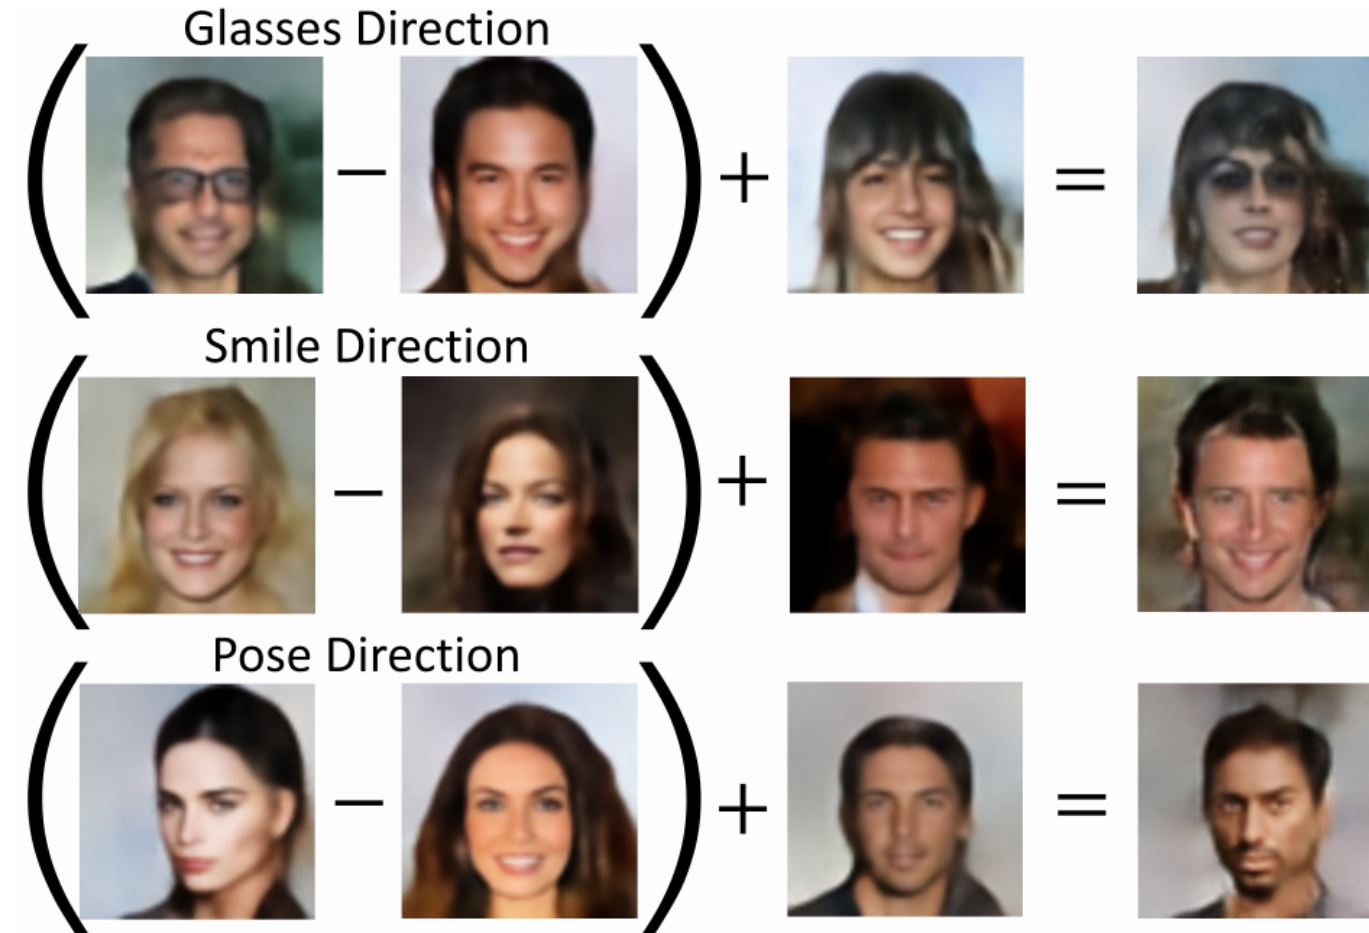 Glasses Direction
( − ) + =
Smile Direction
( − ) + =
Pose Direction
( − ) + =